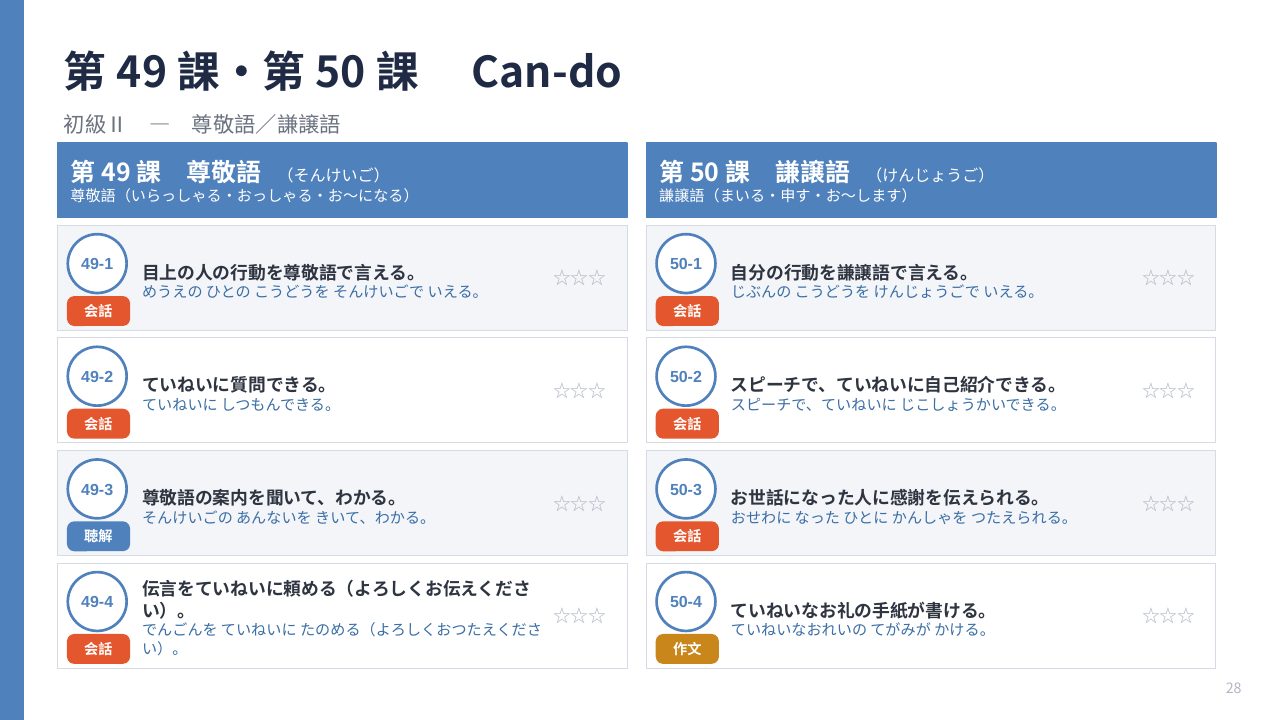 第 49 課・第 50 課　Can-do
初級Ⅱ　—　尊敬語／謙譲語
第 49 課　尊敬語　（そんけいご）
尊敬語（いらっしゃる・おっしゃる・お～になる）
49-1
会話
目上の人の行動を尊敬語で言える。
めうえの ひとの こうどうを そんけいごで いえる。
☆☆☆
49-2
会話
ていねいに質問できる。
ていねいに しつもんできる。
☆☆☆
49-3
聴解
尊敬語の案内を聞いて、わかる。
そんけいごの あんないを きいて、わかる。
☆☆☆
49-4
会話
伝言をていねいに頼める（よろしくお伝えくださ
い）。
でんごんを ていねいに たのめる（よろしくおつたえくださ
い）。
☆☆☆
第 50 課　謙譲語　（けんじょうご）
謙譲語（まいる・申す・お～します）
50-1
会話
自分の行動を謙譲語で言える。
じぶんの こうどうを けんじょうごで いえる。
☆☆☆
50-2
会話
スピーチで、ていねいに自己紹介できる。
スピーチで、ていねいに じこしょうかいできる。
☆☆☆
50-3
会話
お世話になった人に感謝を伝えられる。
おせわに なった ひとに かんしゃを つたえられる。
☆☆☆
50-4
作文
ていねいなお礼の手紙が書ける。
ていねいなおれいの てがみが かける。
☆☆☆
28